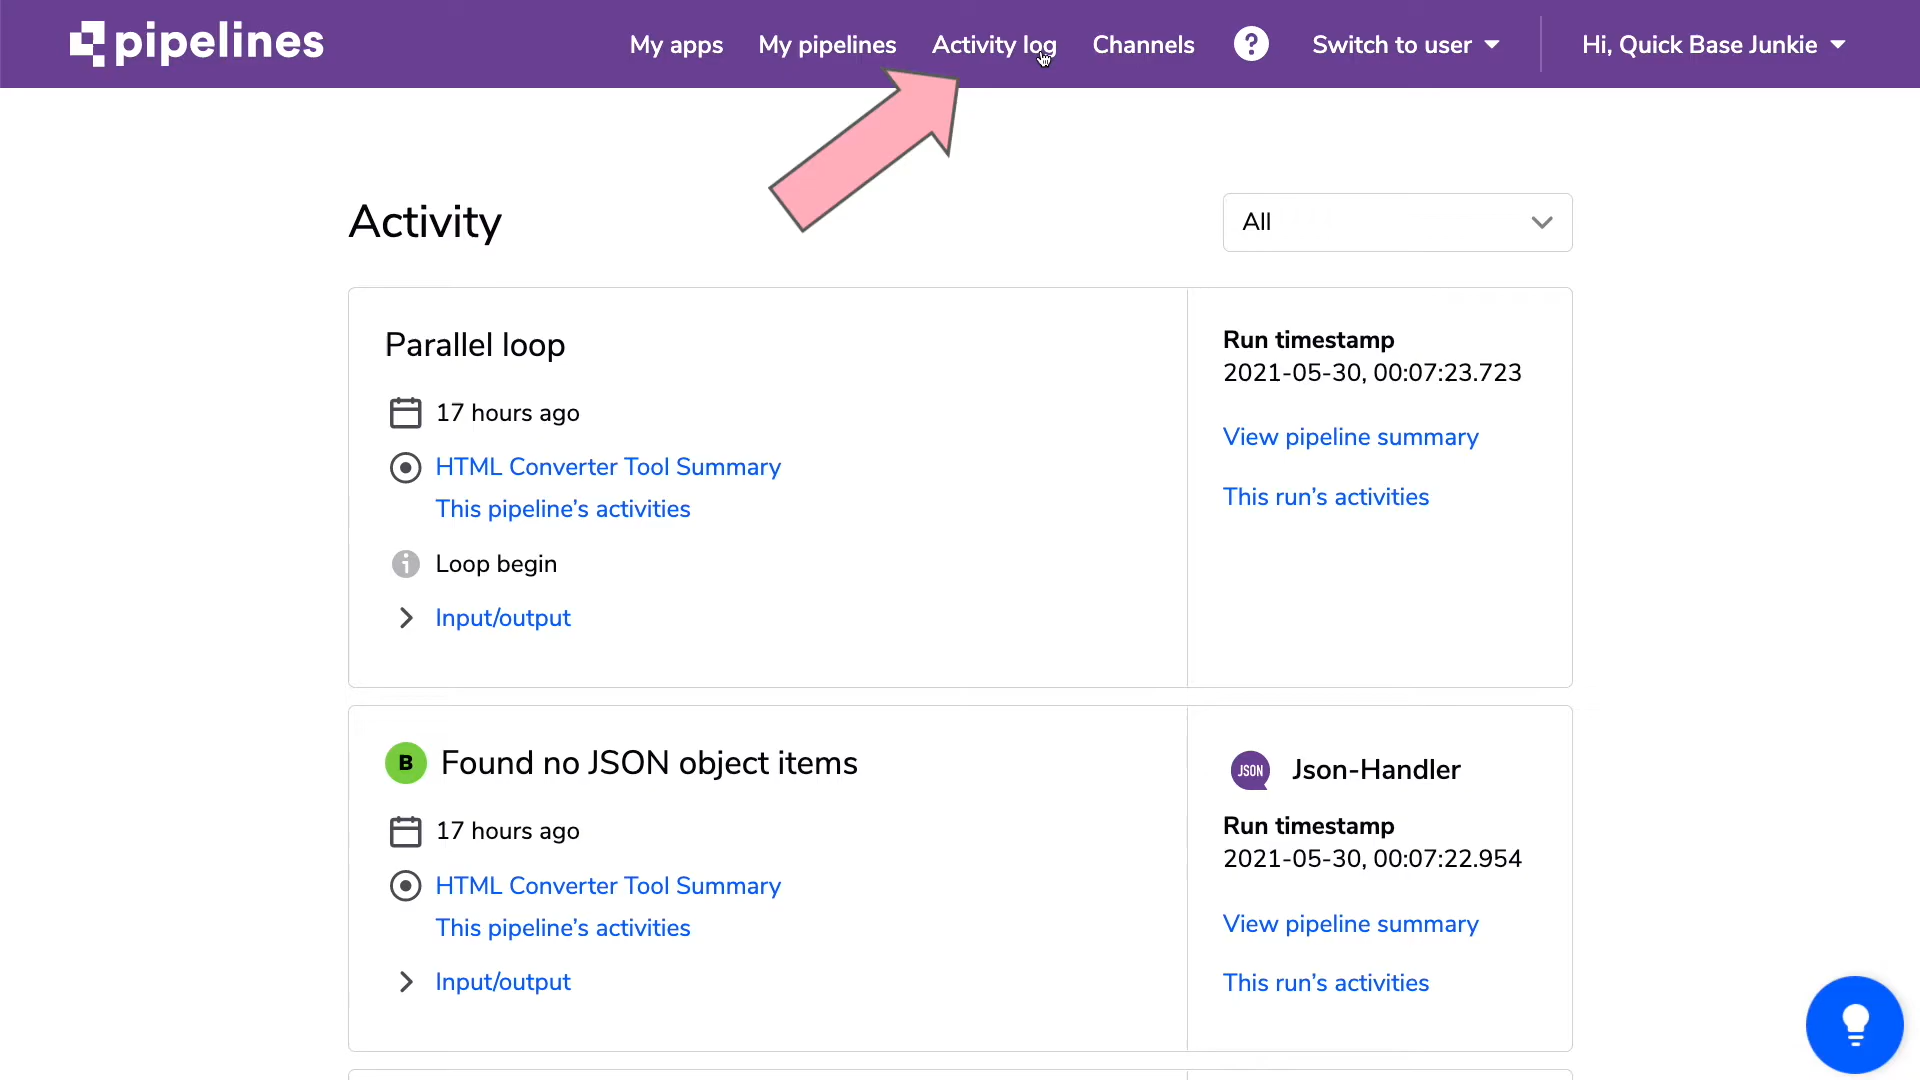 pipelines
My apps
My pipelines
Activity log
Channels
?
Switch to user
Hi, Quick Base Junkie
Activity
All
Parallel loop
17 hours ago
HTML Converter Tool Summary
This pipeline's activities
Loop begin
Input/output
Run timestamp
2021-05-30, 00:07:23.723
View pipeline summary
This run's activities
B Found no JSON object items
17 hours ago
HTML Converter Tool Summary
This pipeline's activities
Input/output
JSON Json-Handler
Run timestamp
2021-05-30, 00:07:22.954
View pipeline summary
This run's activities